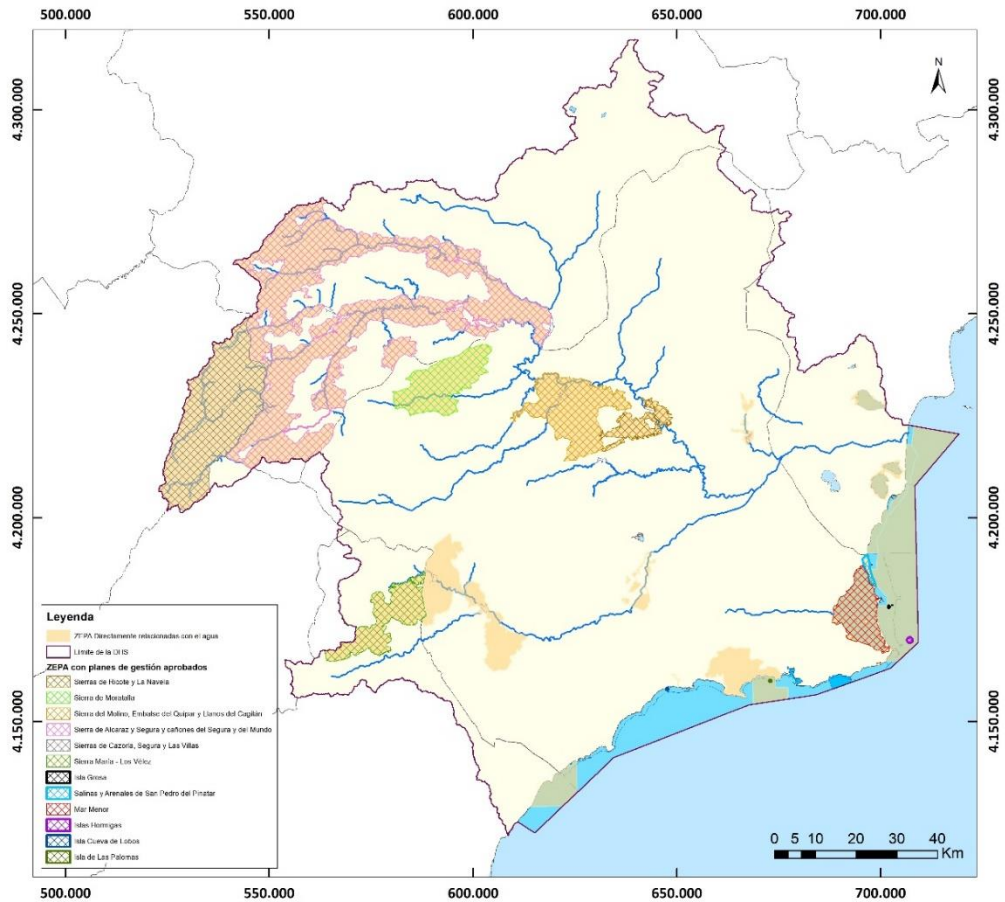 500.000 550.000 600.000 650.000 700.000
N
4.300.000 4.300.000
4.250.000 4.250.000
4.200.000 4.200.000
4.150.000 4.150.000
Leyenda
ZEPA Directamente relacionadas con el agua
Límite de la DHS
ZEPA con planes de gestión aprobados
Sierras de Ricote y La Navela
Sierra de Moratalla
Sierra del Molino, Embalse del Quípar y Llanos del Cagitán
Sierra de Alcaraz y Segura y cañones del Segura y del Mundo
Sierras de Cazorla, Segura y Las Villas
Sierra María - Los Vélez
Isla Grosa
Salinas y Arenales de San Pedro del Pinatar
Mar Menor
Islas Hormigas
Isla Cueva de Lobos
Isla de Las Palomas
0 5 10 20 30 40
Km
500.000 550.000 600.000 650.000 700.000